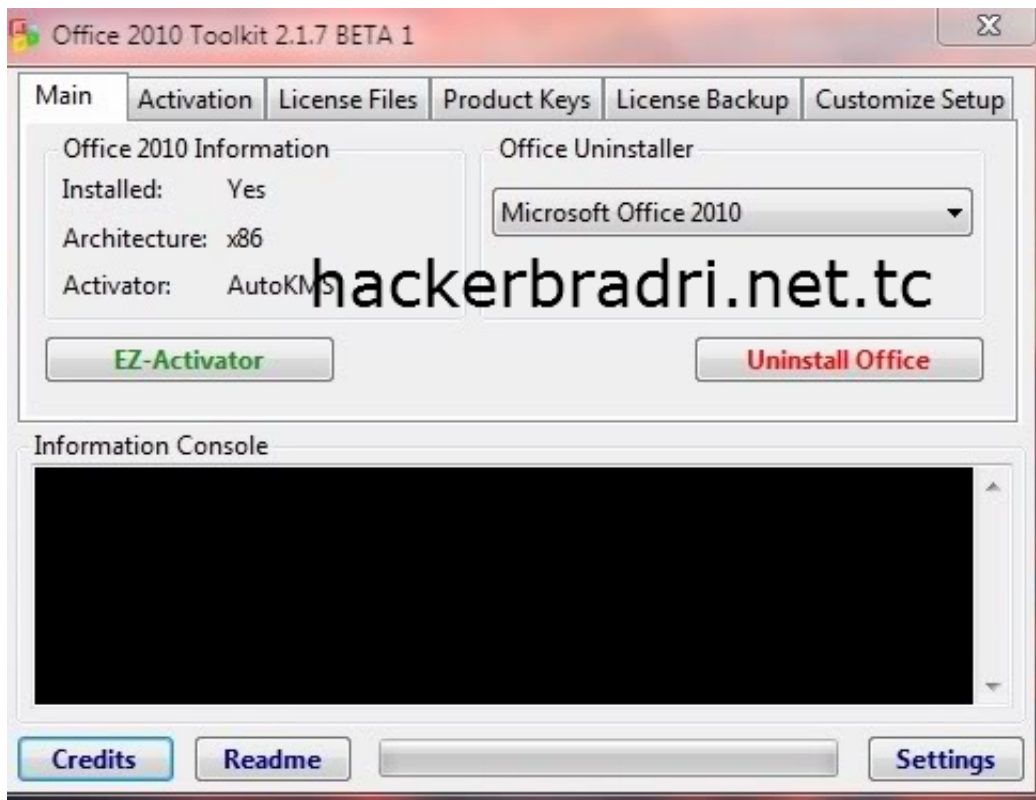 Office 2010 Toolkit 2.1.7 BETA 1
Main Activation License Files Product Keys License Backup Customize Setup
Office 2010 Information
Installed: Yes
Architecture: x86
Activator: AutoKMS
Office Uninstaller
Microsoft Office 2010
hackerbradri.net.tc
EZ-Activator
Uninstall Office
Information Console
Credits Readme Settings